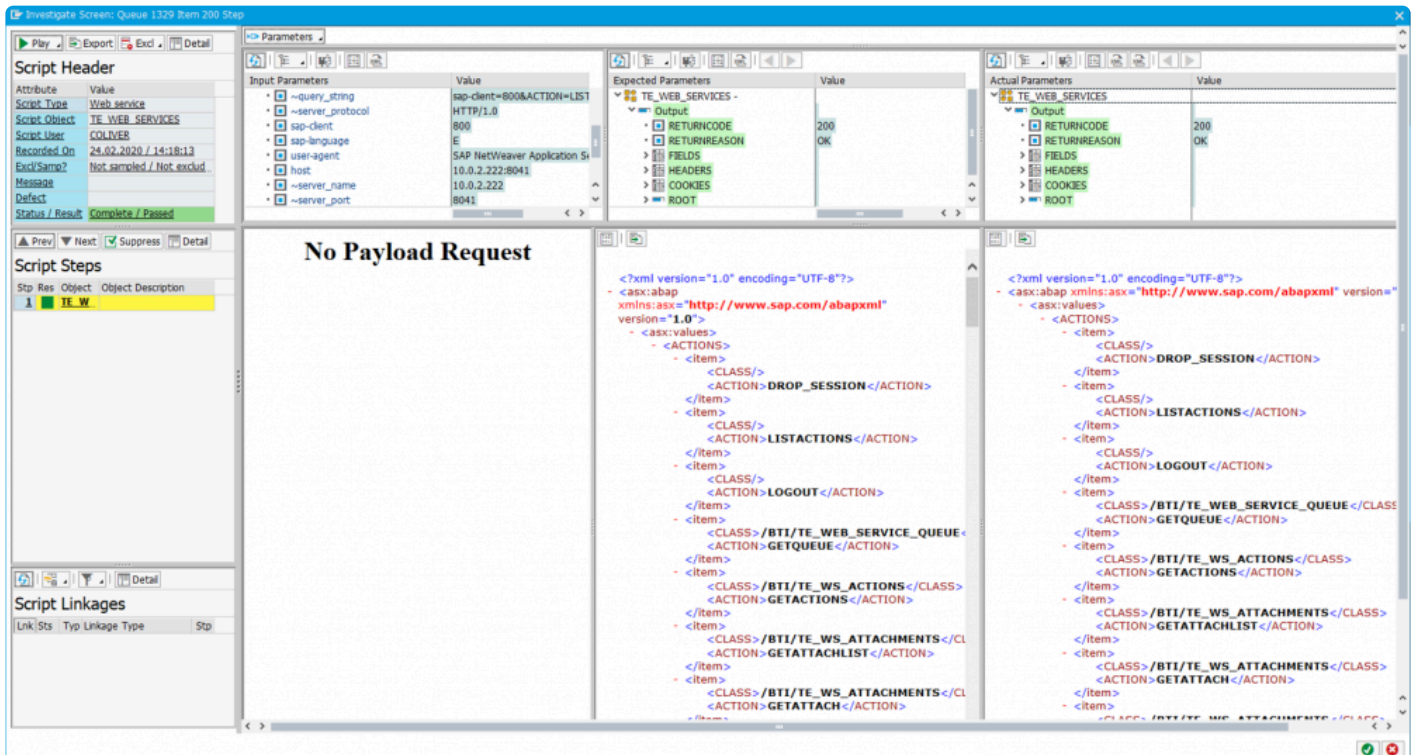 Investigate Screen: Queue 1329 Item 200 Step
Play Export Excl Detail
Script Header
Attribute Value
Script Type Web service
Script Object TE_WEB_SERVICES
Script User COLIVER
Recorded On 24.02.2020 / 14:18:13
Excl/Samp? Not sampled / Not exclud
Message
Defect
Status / Result Complete / Passed
Prev Next Suppress Detail
Script Steps
Stp Res Object Object Description
1 TE_W
Detail
Script Linkages
Lnk Sts Typ Linkage Type Stp
Parameters
Input Parameters Value
~query_string sap-client=800&ACTION=LIST
~server_protocol HTTP/1.0
sap-client 800
sap-language E
user-agent SAP NetWeaver Application Se
host 10.0.2.222:8041
~server_name 10.0.2.222
~server_port 8041
Expected Parameters Value
TE_WEB_SERVICES -
Output
RETURNCODE 200
RETURNREASON OK
FIELDS
HEADERS
COOKIES
ROOT
Actual Parameters Value
TE_WEB_SERVICES
Output
RETURNCODE 200
RETURNREASON OK
FIELDS
HEADERS
COOKIES
ROOT
No Payload Request
<?xml version="1.0" encoding="UTF-8"?>
- <asx:abap
xmlns:asx="http://www.sap.com/abapxml"
version="1.0">
- <asx:values>
- <ACTIONS>
- <item>
<CLASS/>
<ACTION>DROP_SESSION</ACTION>
</item>
- <item>
<CLASS/>
<ACTION>LISTACTIONS</ACTION>
</item>
- <item>
<CLASS/>
<ACTION>LOGOUT</ACTION>
</item>
- <item>
<CLASS>/BTI/TE_WEB_SERVICE_QUEUE<
<ACTION>GETQUEUE</ACTION>
</item>
- <item>
<CLASS>/BTI/TE_WS_ACTIONS</CLASS>
<ACTION>GETACTIONS</ACTION>
</item>
- <item>
<CLASS>/BTI/TE_WS_ATTACHMENTS</CL
<ACTION>GETATTACHLIST</ACTION>
</item>
- <item>
<CLASS>/BTI/TE_WS_ATTACHMENTS</CL
<ACTION>GETATTACH</ACTION>
</item>
<?xml version="1.0" encoding="UTF-8"?>
- <asx:abap xmlns:asx="http://www.sap.com/abapxml" version="
- <asx:values>
- <ACTIONS>
- <item>
<CLASS/>
<ACTION>DROP_SESSION</ACTION>
</item>
- <item>
<CLASS/>
<ACTION>LISTACTIONS</ACTION>
</item>
- <item>
<CLASS/>
<ACTION>LOGOUT</ACTION>
</item>
- <item>
<CLASS>/BTI/TE_WEB_SERVICE_QUEUE</CLASS
<ACTION>GETQUEUE</ACTION>
</item>
- <item>
<CLASS>/BTI/TE_WS_ACTIONS</CLASS>
<ACTION>GETACTIONS</ACTION>
</item>
- <item>
<CLASS>/BTI/TE_WS_ATTACHMENTS</CLASS>
<ACTION>GETATTACHLIST</ACTION>
</item>
- <item>
<CLASS>/BTI/TE_WS_ATTACHMENTS</CLASS>
<ACTION>GETATTACH</ACTION>
</item>
- <item>
<CLASS>/BTI/TE_WS_ATTACHMENTS</CLASS>